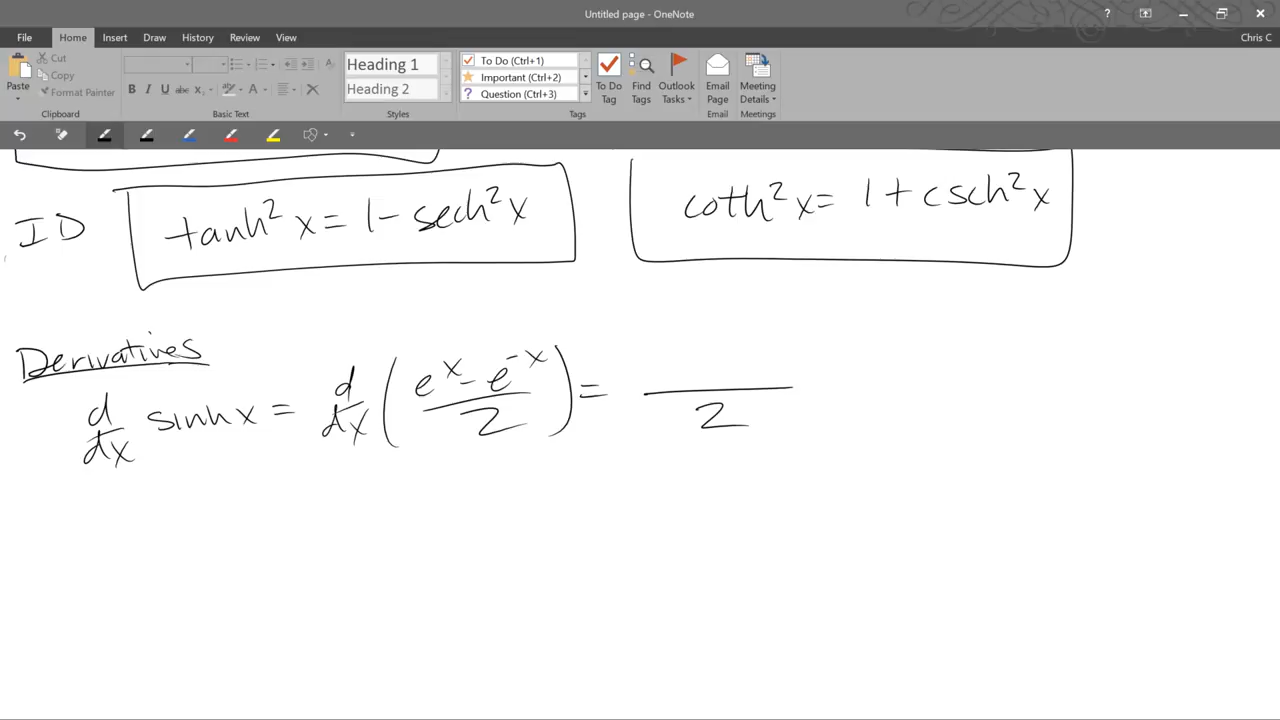 Untitled page - OneNote
?
File Home Insert Draw History Review View
Chris C
Paste
Cut
Copy
Format Painter
Clipboard
B I U abc x₂ A
Basic Text
Heading 1
Heading 2
Styles
To Do (Ctrl+1)
Important (Ctrl+2)
? Question (Ctrl+3)
To Do Tag
Find Tags
Outlook Tasks
Tags
Email Page
Email
Meeting Details
Meetings
ID tanh² x = 1 - sech² x coth² x = 1 + csch² x
Derivatives
d/dx sinh x = d/dx ( (e^x - e^-x)/2 ) = /2